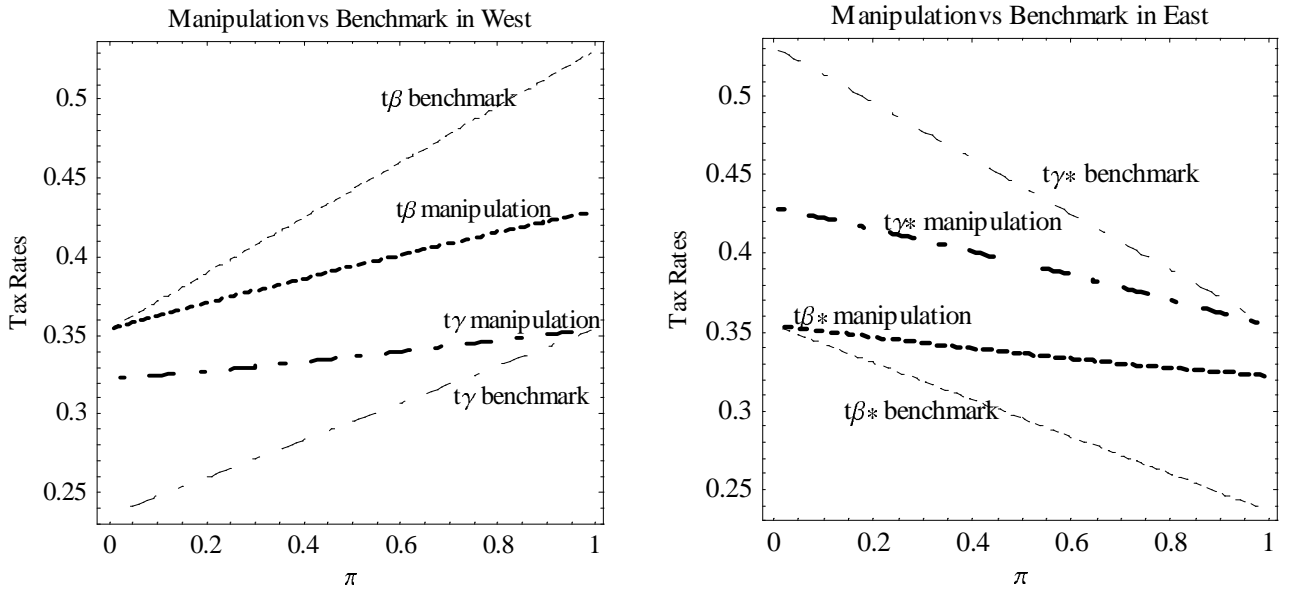 Manipulation vs Benchmark in West
Tax Rates
0.5
0.45
0.4
0.35
0.3
0.25
tβ benchmark
tβ manipulation
tγ manipulation
tγ benchmark
0 0.2 0.4 0.6 0.8 1
π
Manipulation vs Benchmark in East
Tax Rates
0.5
0.45
0.4
0.35
0.3
0.25
tγ* benchmark
tγ* manipulation
tβ* manipulation
tβ* benchmark
0 0.2 0.4 0.6 0.8 1
π